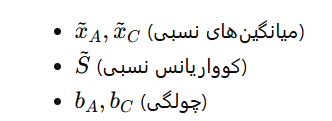 • x̃_A, x̃_C (میانگین‌های نسبی)
• S̃ (کوواریانس نسبی)
• b_A, b_C (چولگی)